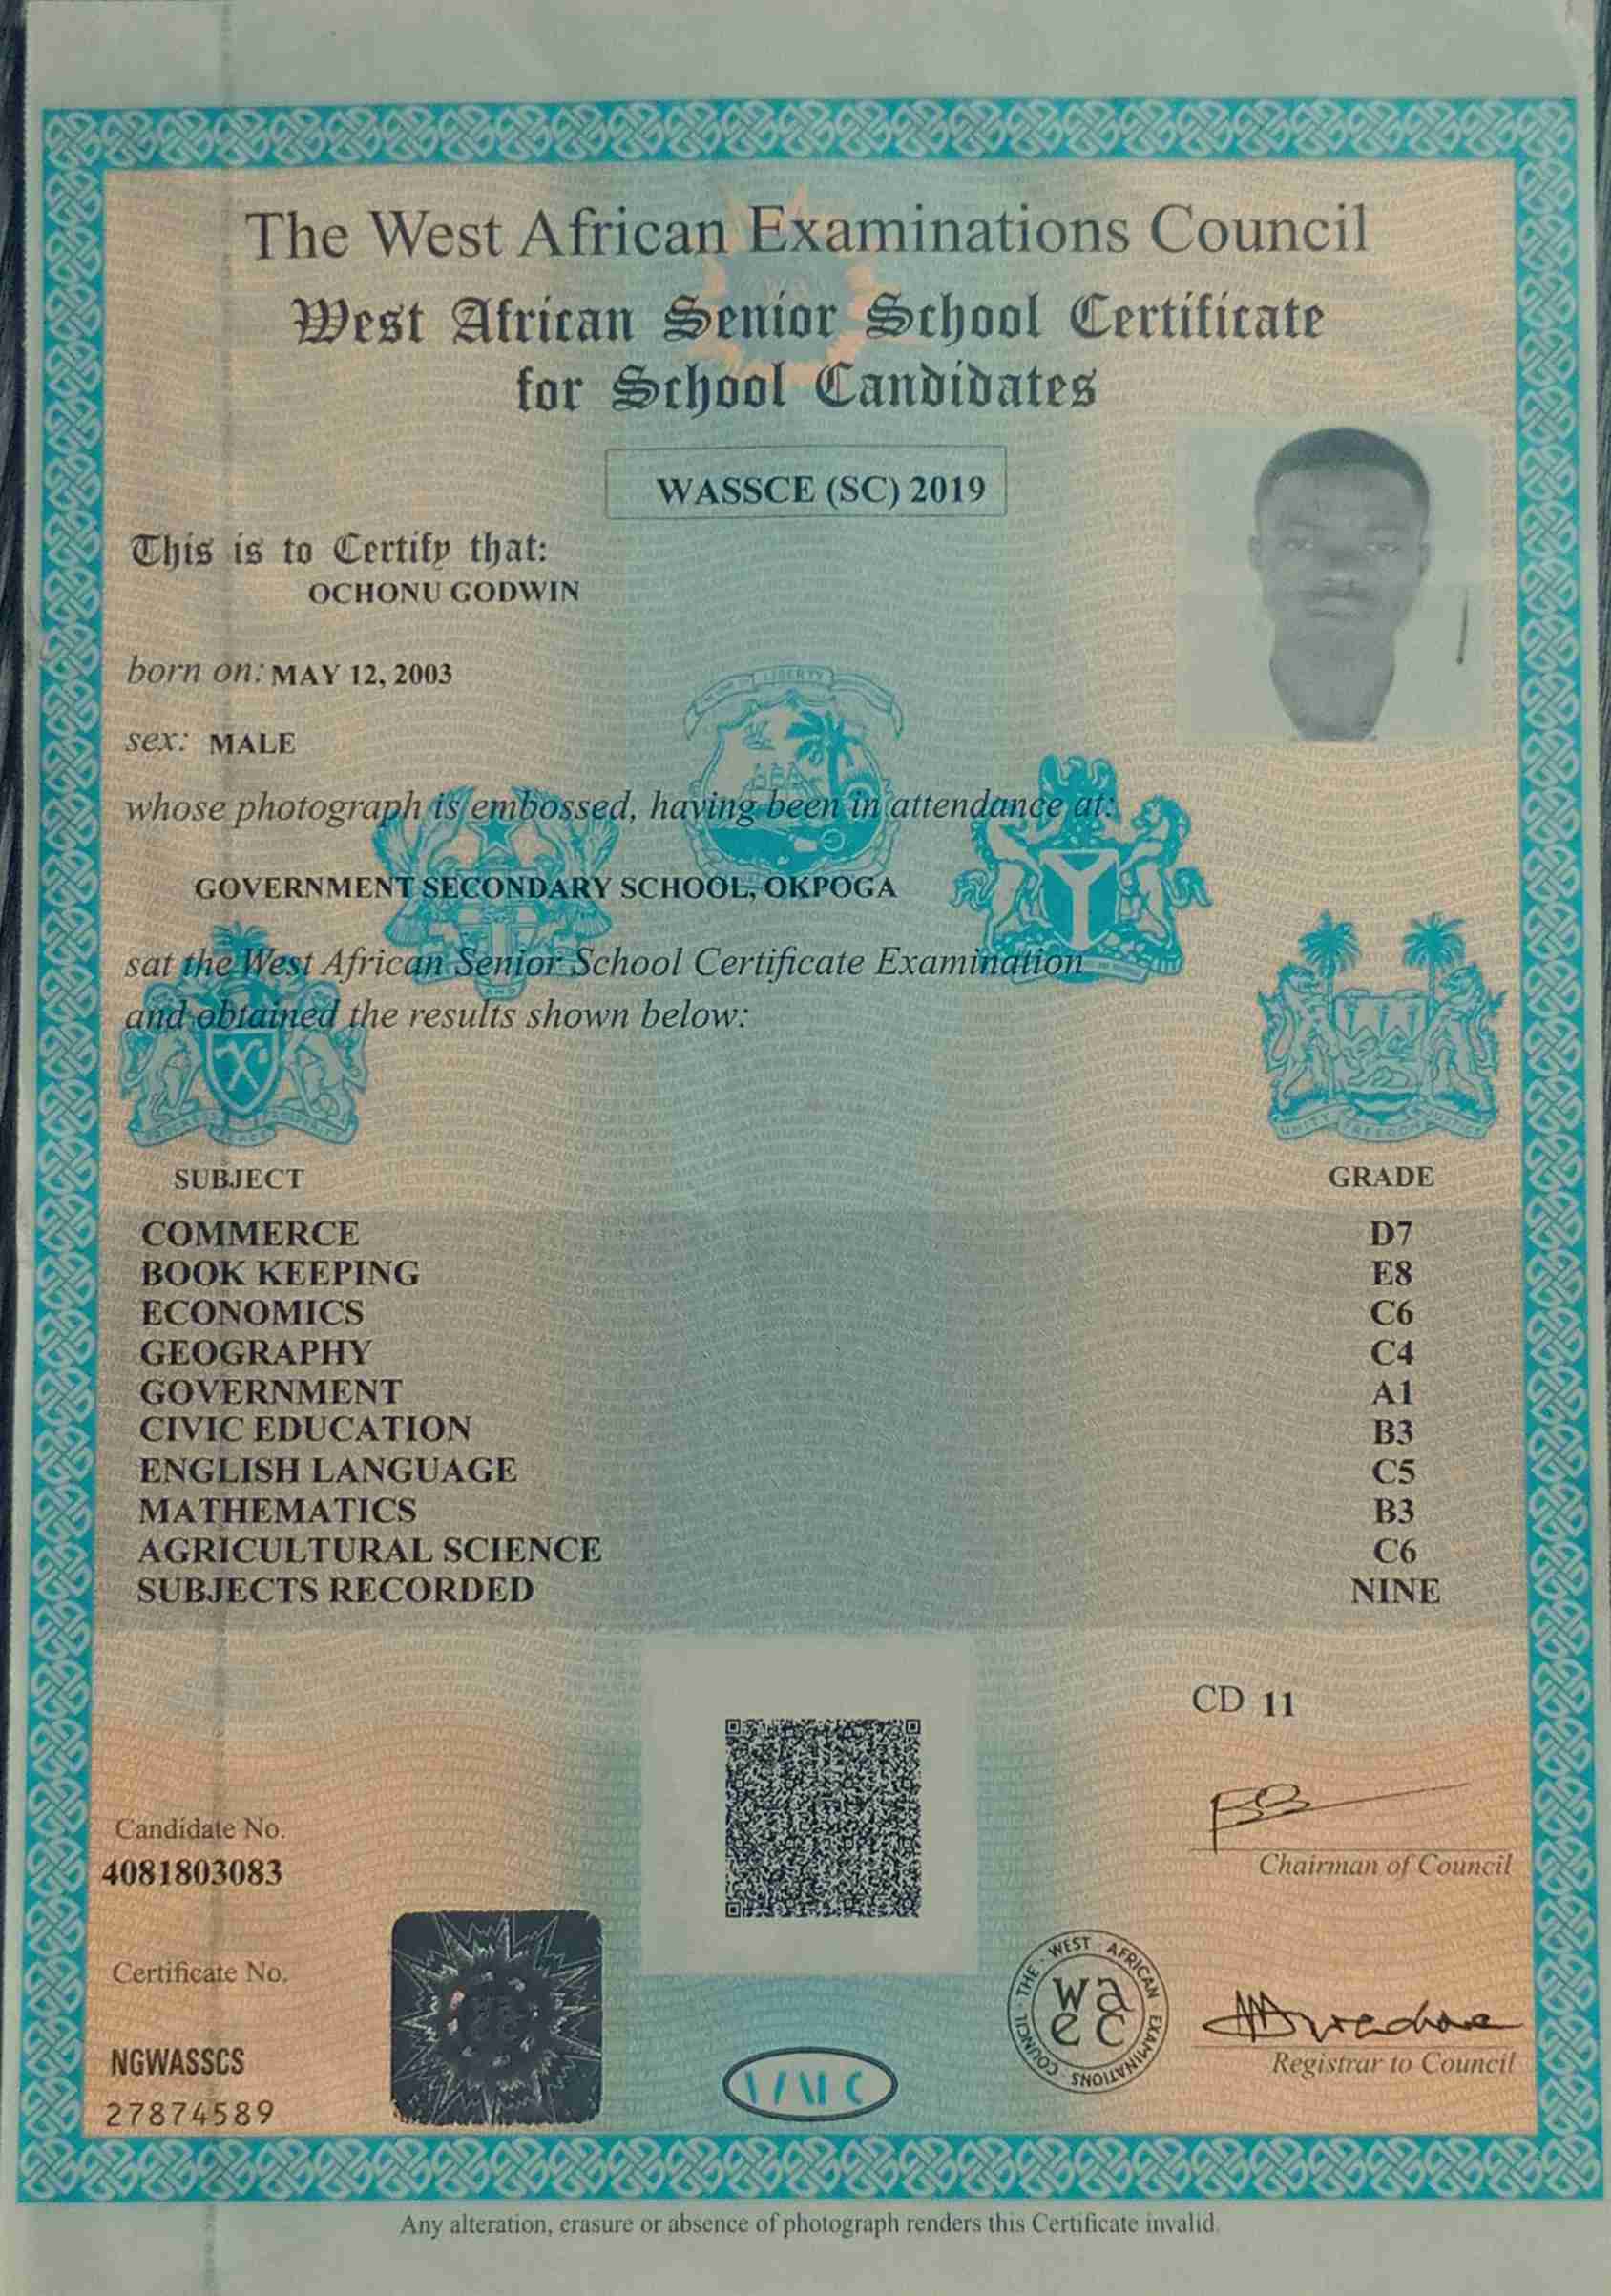 The West African Examinations Council
West African Senior School Certificate
for School Candidates
WASSCE (SC) 2019
This is to Certify that:
OCHONU GODWIN
born on: MAY 12, 2003
sex: MALE
whose photograph is embossed, having been in attendance at:
GOVERNMENT SECONDARY SCHOOL, OKPOGA
sat the West African Senior School Certificate Examination
and obtained the results shown below:
SUBJECT GRADE
COMMERCE D7
BOOK KEEPING E8
ECONOMICS C6
GEOGRAPHY C4
GOVERNMENT A1
CIVIC EDUCATION B3
ENGLISH LANGUAGE C5
MATHEMATICS B3
AGRICULTURAL SCIENCE C6
SUBJECTS RECORDED NINE
CD 11
Candidate No.
4081803083
Chairman of Council
Certificate No.
NGWASSCS
27874589
THE WEST AFRICAN EXAMINATIONS COUNCIL
waec
Registrar to Council
Any alteration, erasure or absence of photograph renders this Certificate invalid.